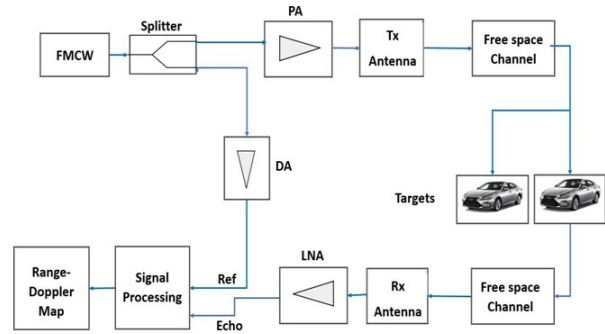 Splitter
PA
FMCW
Tx
Antenna
Free space
Channel
DA
Targets
LNA
Range-
Doppler
Map
Signal
Processing
Ref
Echo
Rx
Antenna
Free space
Channel